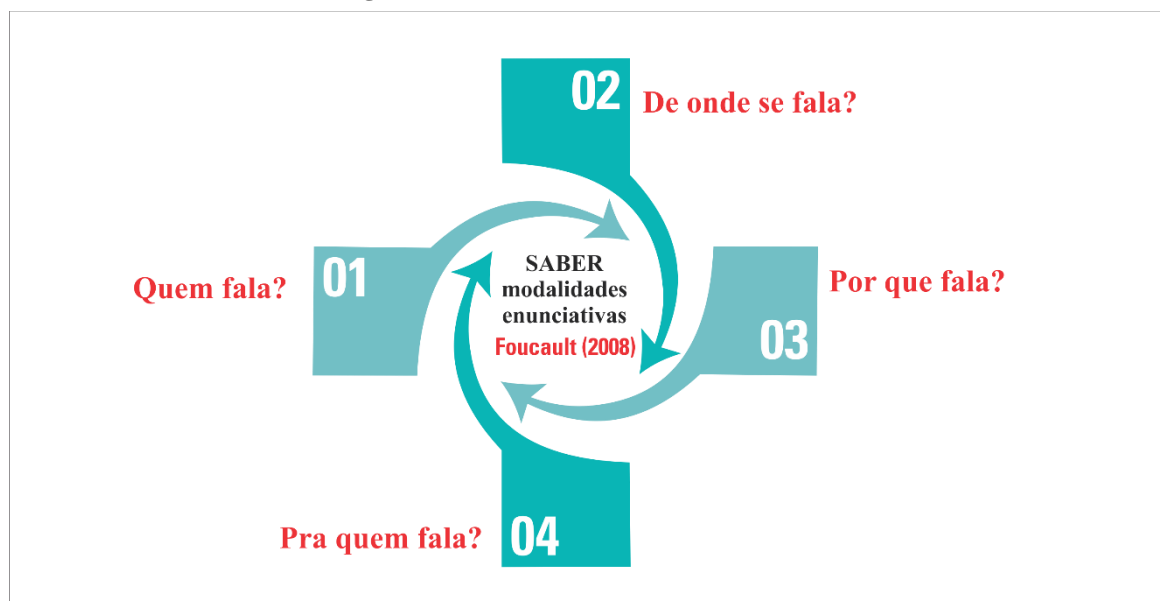 02
De onde se fala?
Quem fala?
01
SABER
modalidades
enunciativas
Foucault (2008)
Por que fala?
03
Pra quem fala?
04